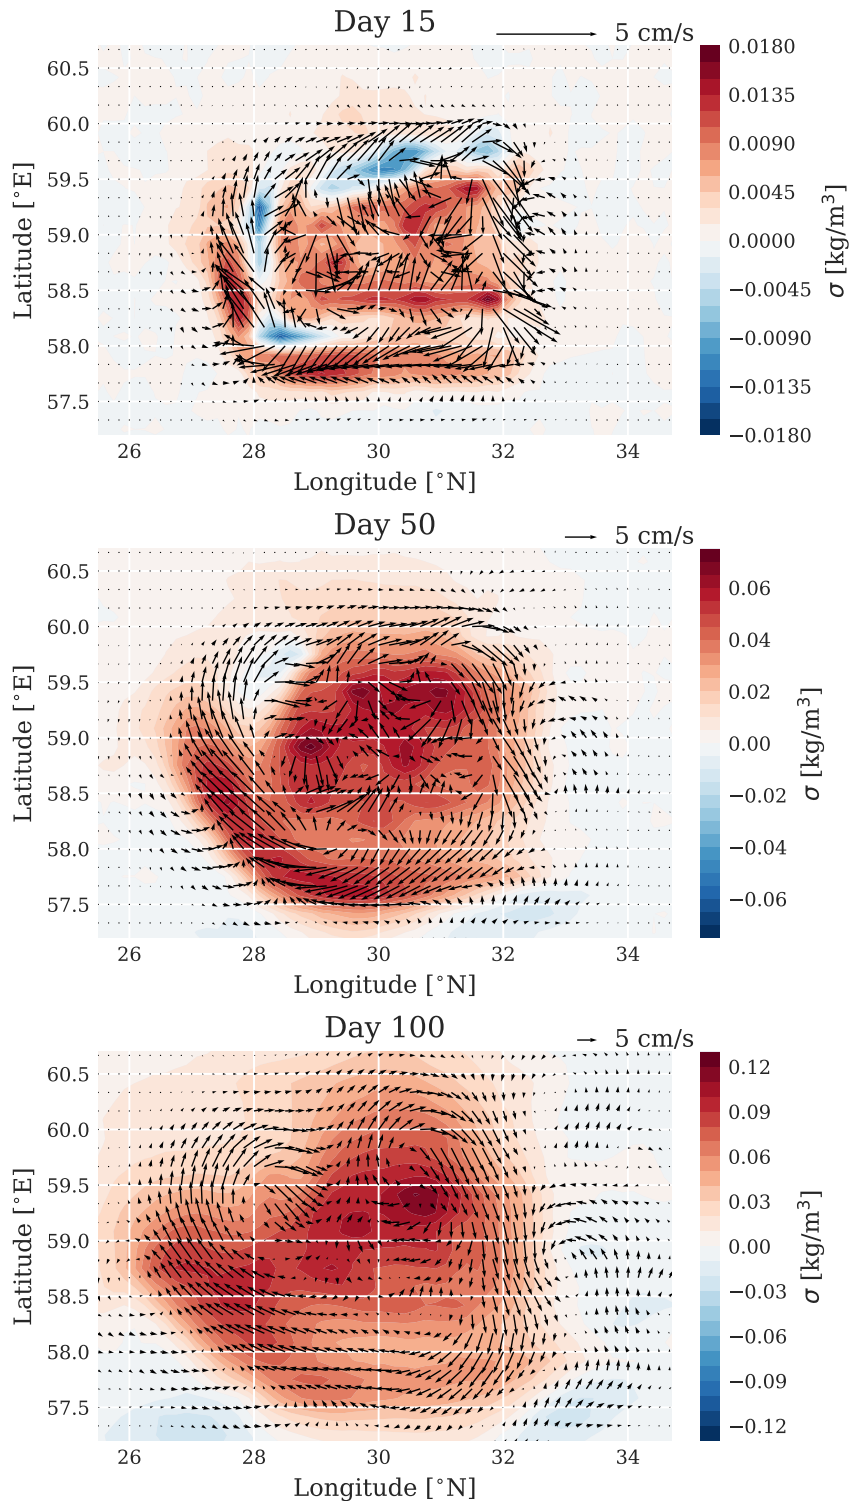 Day 15
5 cm/s
60.5
60.0
59.5
59.0
58.5
58.0
57.5
Latitude [°E]
26 28 30 32 34
Longitude [°N]
0.0180
0.0135
0.0090
0.0045
0.0000
−0.0045
−0.0090
−0.0135
−0.0180
σ [kg/m³]
Day 50
5 cm/s
60.5
60.0
59.5
59.0
58.5
58.0
57.5
Latitude [°E]
26 28 30 32 34
Longitude [°N]
0.06
0.04
0.02
0.00
−0.02
−0.04
−0.06
σ [kg/m³]
Day 100
5 cm/s
60.5
60.0
59.5
59.0
58.5
58.0
57.5
Latitude [°E]
26 28 30 32 34
Longitude [°N]
0.12
0.09
0.06
0.03
0.00
−0.03
−0.06
−0.09
−0.12
σ [kg/m³]